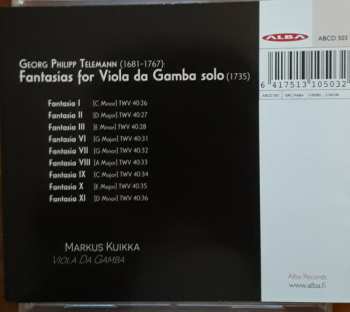 GEORG PHILIPP TELEMANN (1681-1767):
Fantasias for Viola da Gamba solo (1735)
Fantasia I [C Minor] TWV 40:26
Fantasia II [D Major] TWV 40:27
Fantasia III [E Minor] TWV 40:28
Fantasia VI [G Major] TWV 40:31
Fantasia VII [G Minor] TWV 40:32
Fantasia VIII [A Major] TWV 40:33
Fantasia IX [C Major] TWV 40:34
Fantasia X [E Major] TWV 40:35
Fantasia XI [D Minor] TWV 40:36
MARKUS KUIKKA
VIOLA DA GAMBA
ALBA
ABCD 503
6 417513 105032
Alba Records
www.alba.fi